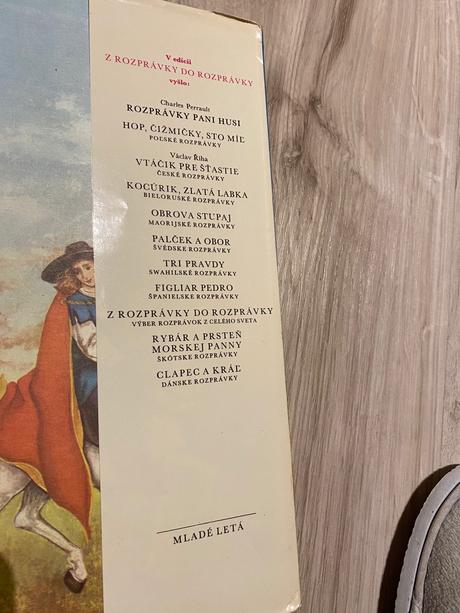 V edícii
Z ROZPRÁVKY DO ROZPRÁVKY
vyšlo:
Charles Perrault
ROZPRÁVKY PANI HUSI
HOP, ČIŽMIČKY, STO MÍĽ
POĽSKÉ ROZPRÁVKY
Václav Říha
VTÁČIK PRE ŠŤASTIE
ČESKÉ ROZPRÁVKY
KOCÚRIK, ZLATÁ LABKA
BIELORUSKÉ ROZPRÁVKY
OBROVA STUPAJ
MAORIJSKÉ ROZPRÁVKY
PALČEK A OBOR
ŠVÉDSKE ROZPRÁVKY
TRI PRAVDY
SWAHILSKÉ ROZPRÁVKY
FIGLIAR PEDRO
ŠPANIELSKE ROZPRÁVKY
Z ROZPRÁVKY DO ROZPRÁVKY
VÝBER ROZPRÁVOK Z CELÉHO SVETA
RYBÁR A PRSTEŇ
MORSKEJ PANNY
ŠKÓTSKE ROZPRÁVKY
CLAPEC A KRÁĽ
DÁNSKE ROZPRÁVKY
MLADÉ LETÁ